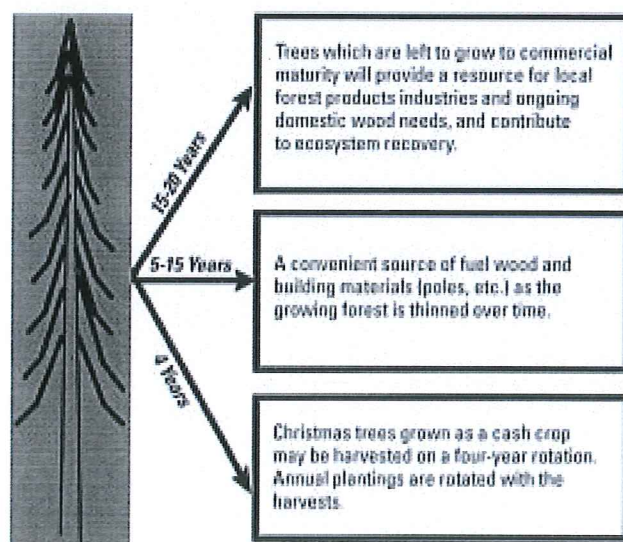 Trees which are left to grow to commercial
maturity will provide a resource for local
forest products industries and ongoing
domestic wood needs, and contribute
to ecosystem recovery.
15-20 Years
5-15 Years
A convenient source of fuel wood and
building materials (poles, etc.) as the
growing forest is thinned over time.
4 Years
Christmas trees grown as a cash crop
may be harvested on a four-year rotation.
Annual plantings are rotated with the
harvests.